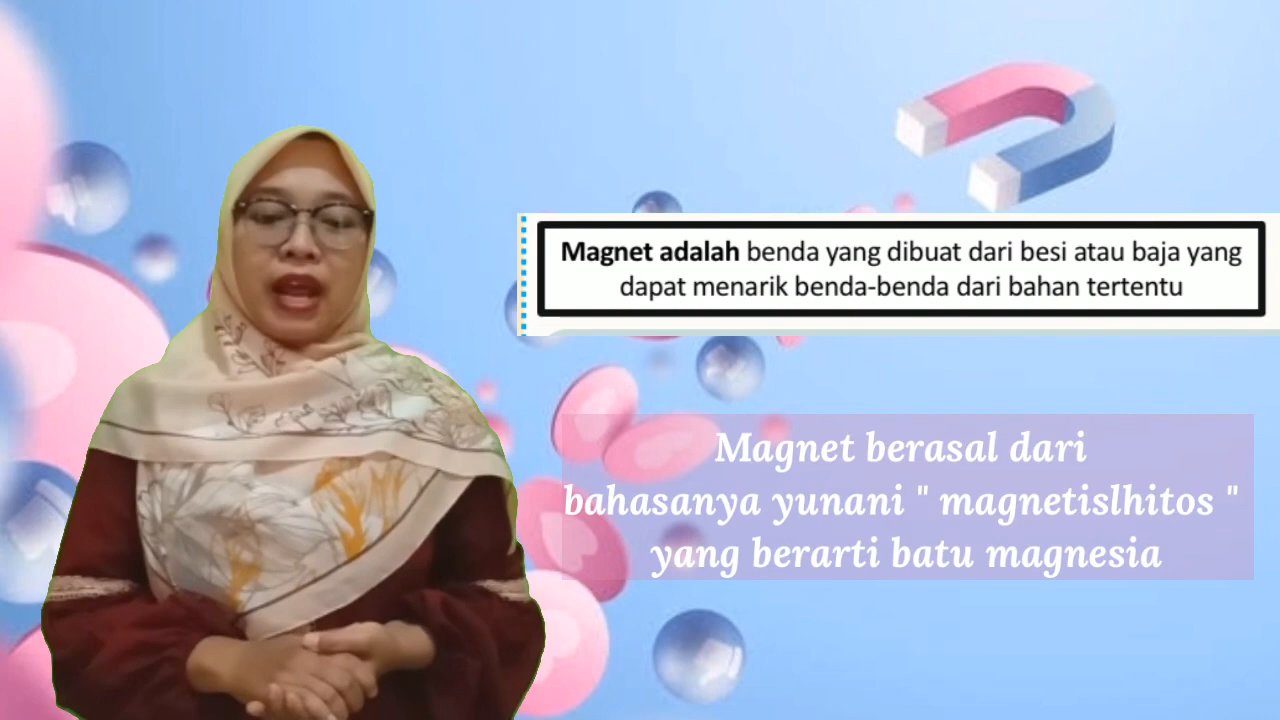 Magnet adalah benda yang dibuat dari besi atau baja yang
dapat menarik benda-benda dari bahan tertentu
Magnet berasal dari
bahasanya yunani " magnetislhitos "
yang berarti batu magnesia